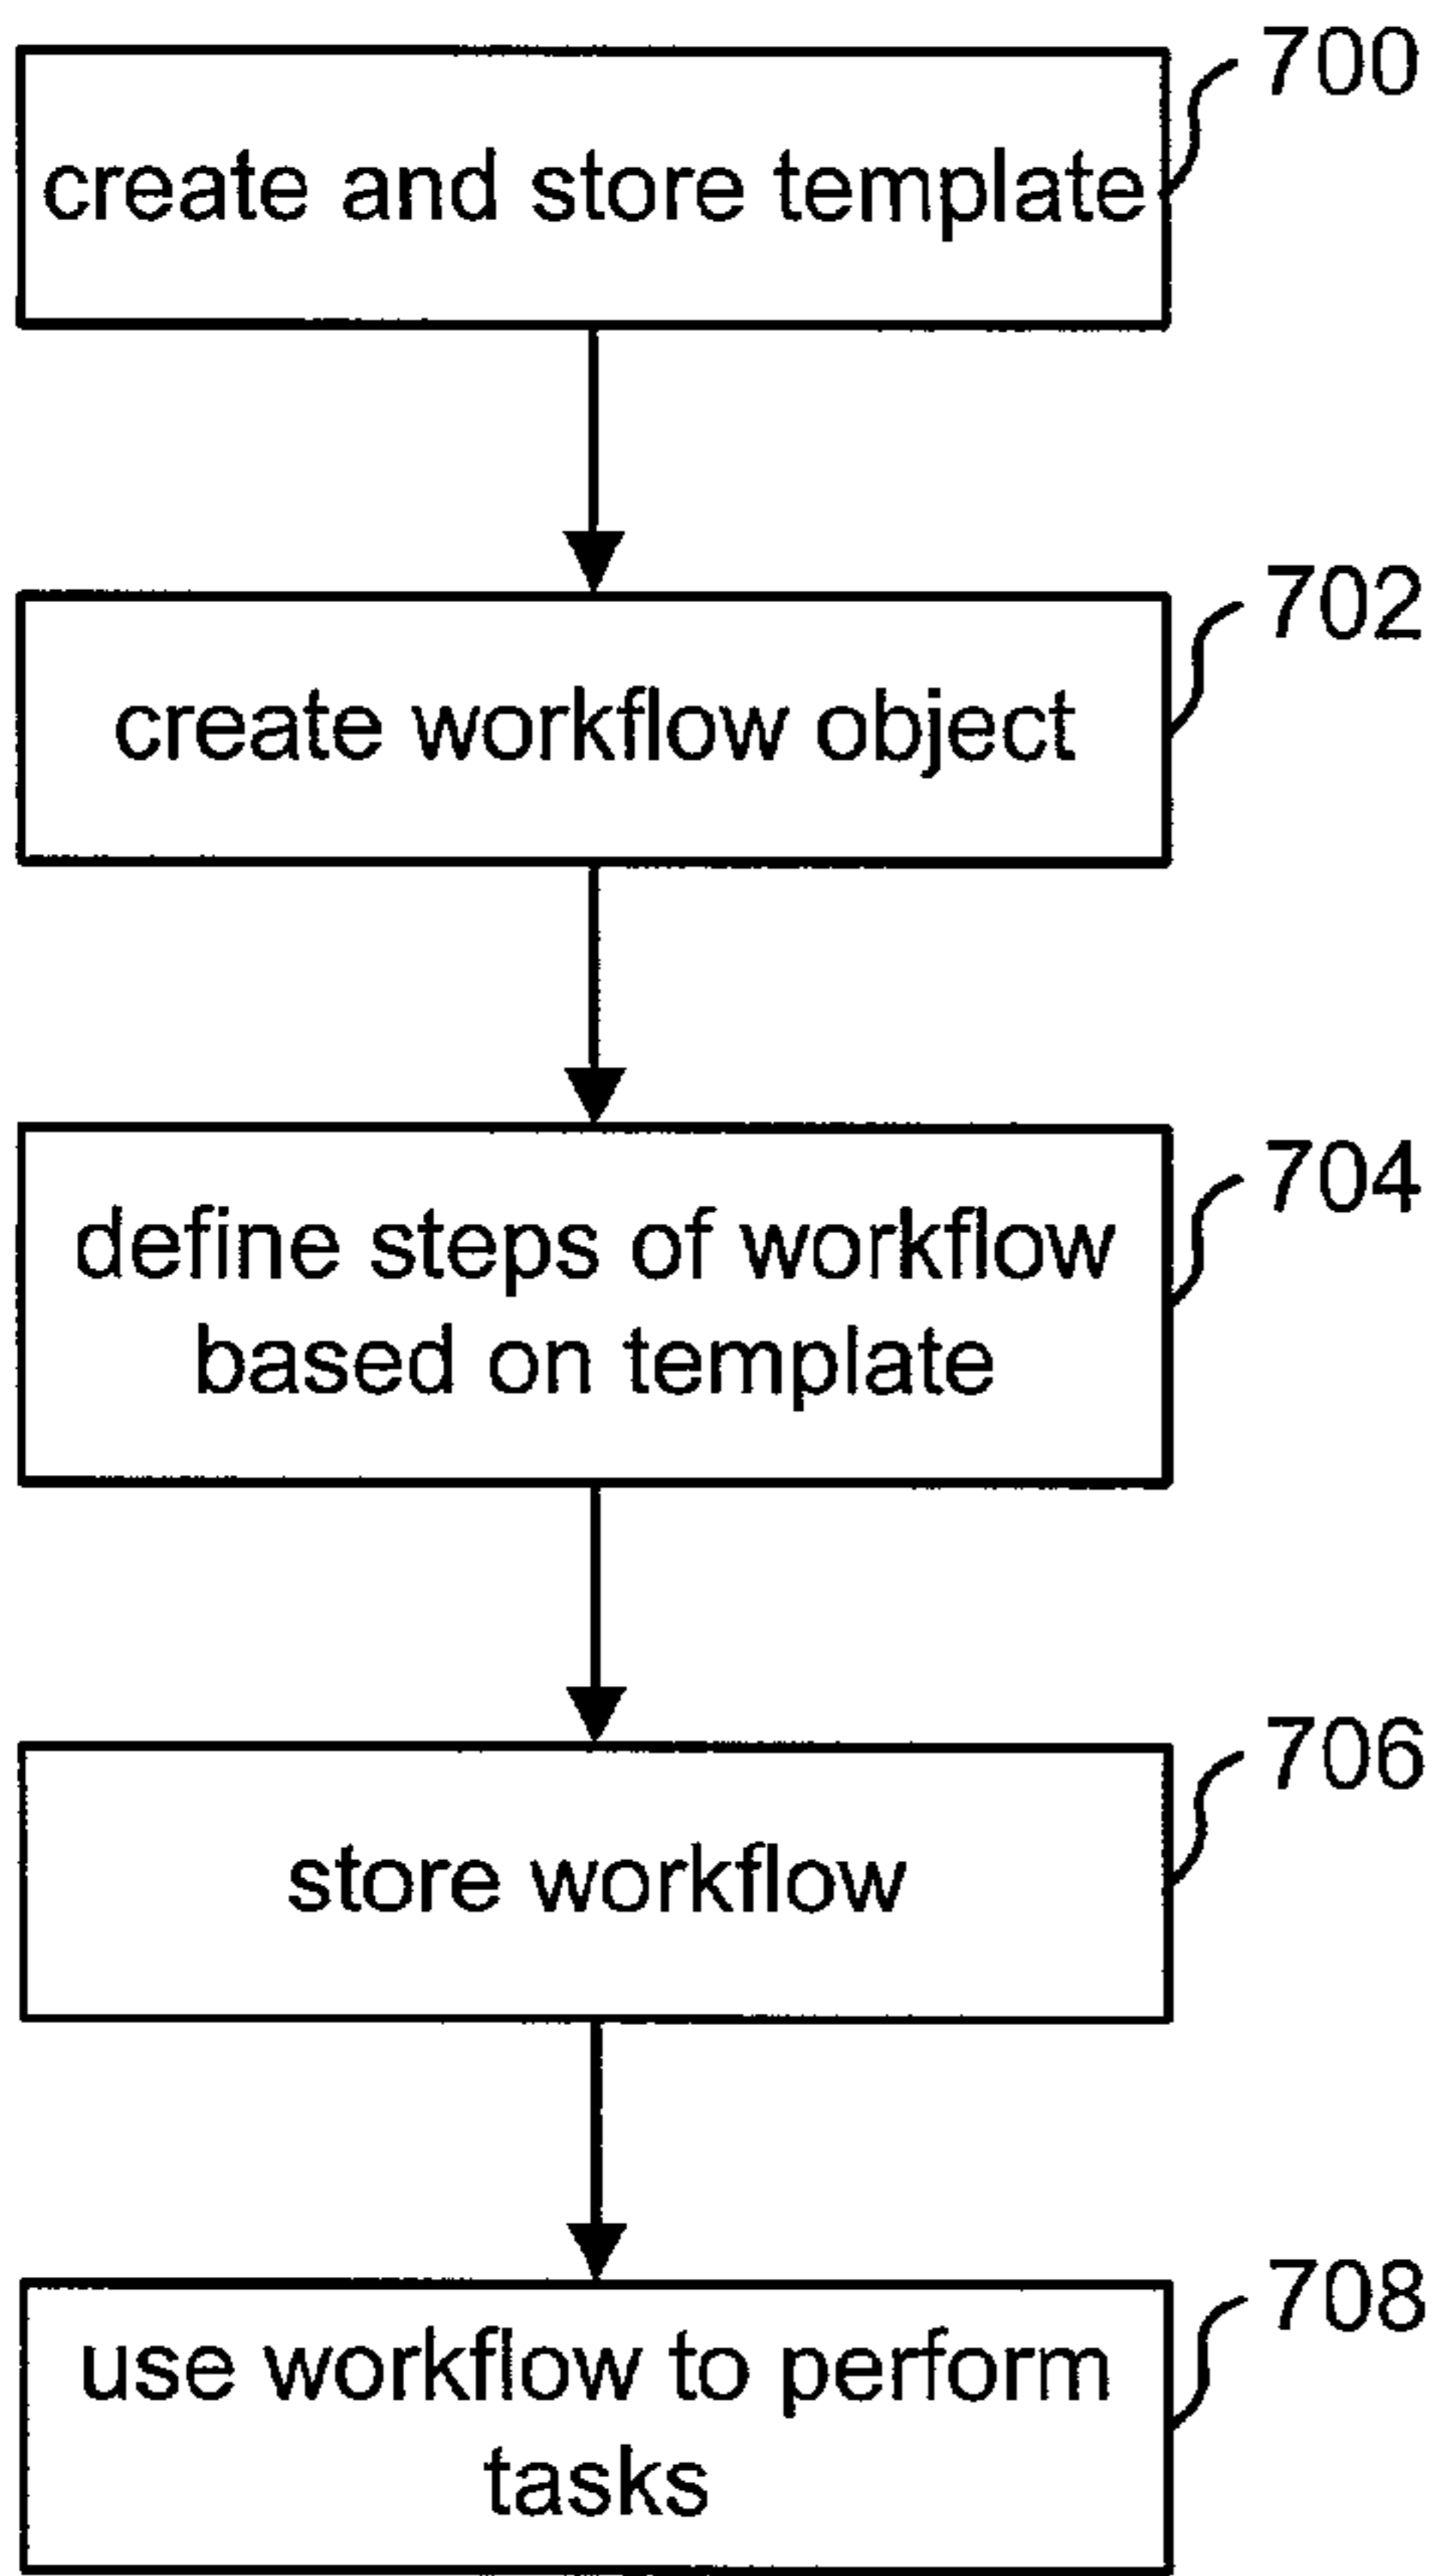 700
create and store template
702
create workflow object
704
define steps of workflow
based on template
706
store workflow
708
use workflow to perform
tasks